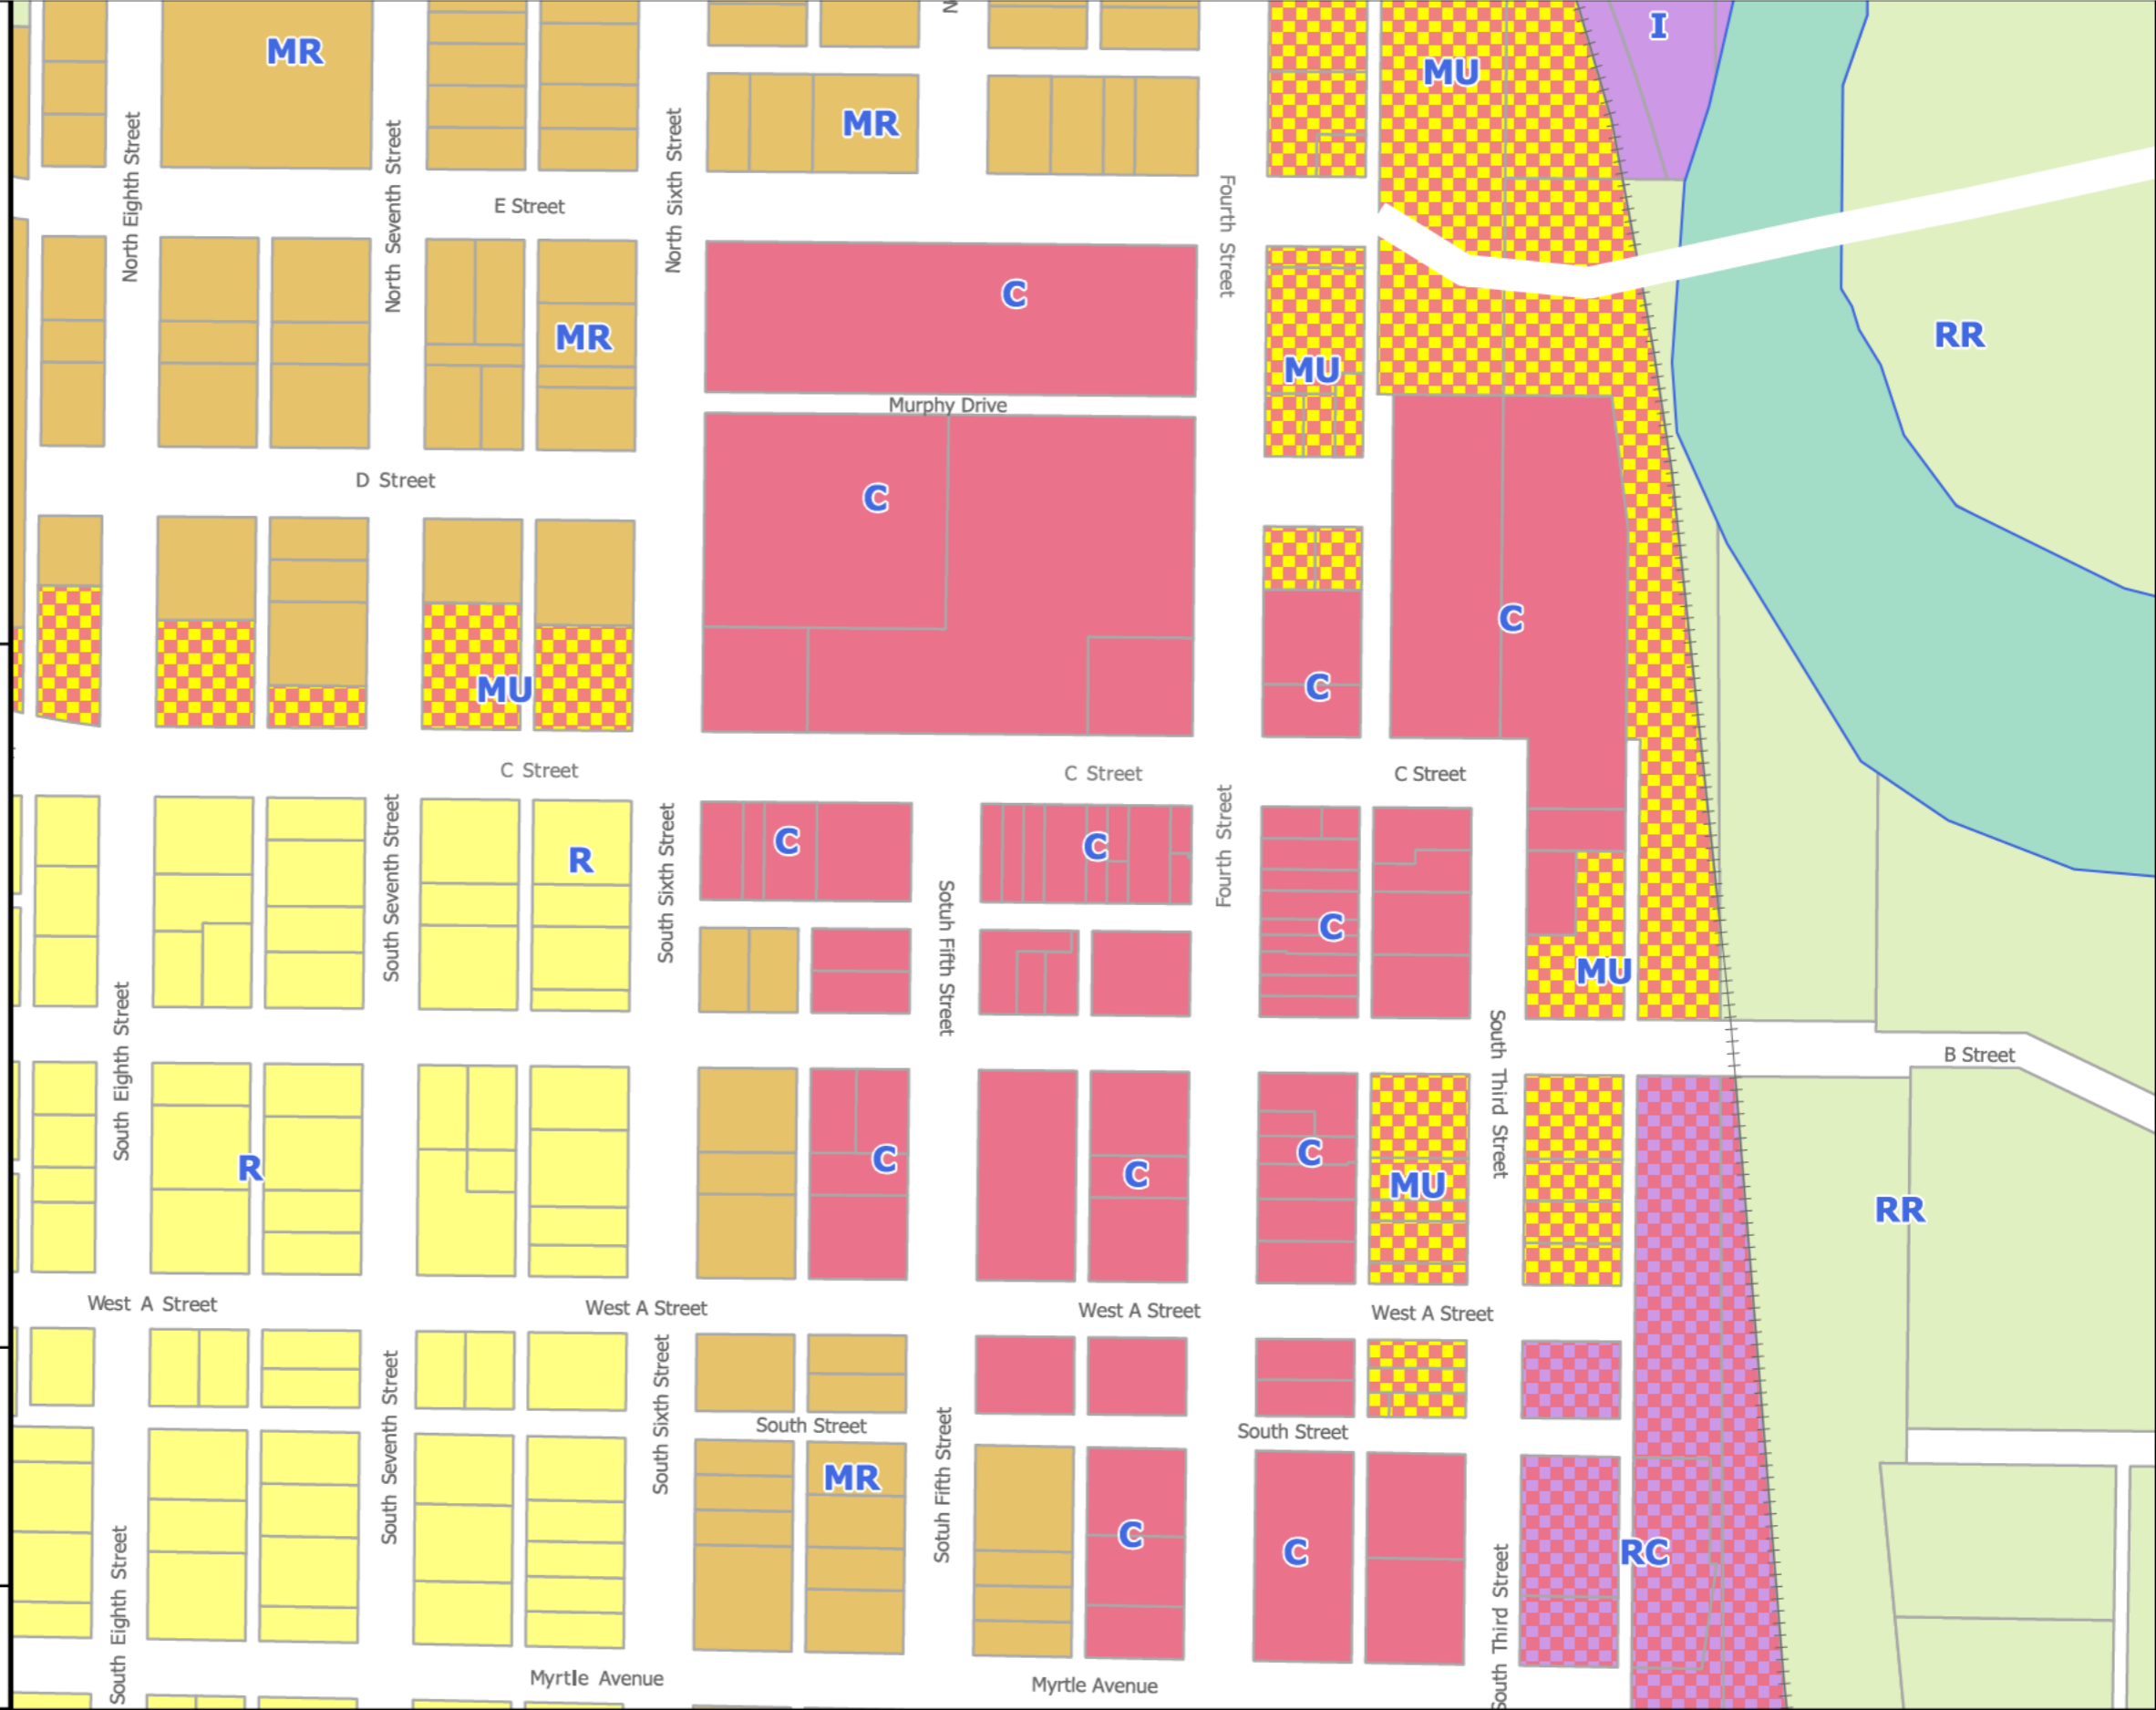 N
I
MR
MU
MR
North Eighth Street
North Seventh Street
North Sixth Street
E Street
Fourth Street
C
MR
MU
RR
Murphy Drive
D Street
C
C
MU
C
C Street
C Street
C Street
South Seventh Street
South Sixth Street
Fourth Street
C
C
R
Sotuh Fifth Street
C
MU
South Eighth Street
South Third Street
B Street
R
C
C
C
MU
RR
West A Street
West A Street
West A Street
West A Street
South Seventh Street
South Sixth Street
South Street
South Street
Sotuh Fifth Street
MR
C
C
RC
South Eighth Street
South Third Street
Myrtle Avenue
Myrtle Avenue